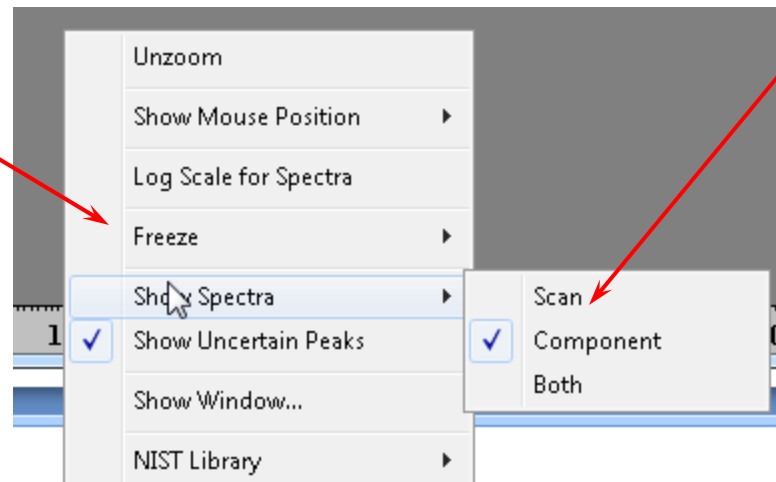 Unzoom
Show Mouse Position
Log Scale for Spectra
Freeze
Show Spectra
Scan
Show Uncertain Peaks
Component
Both
Show Window...
NIST Library
1